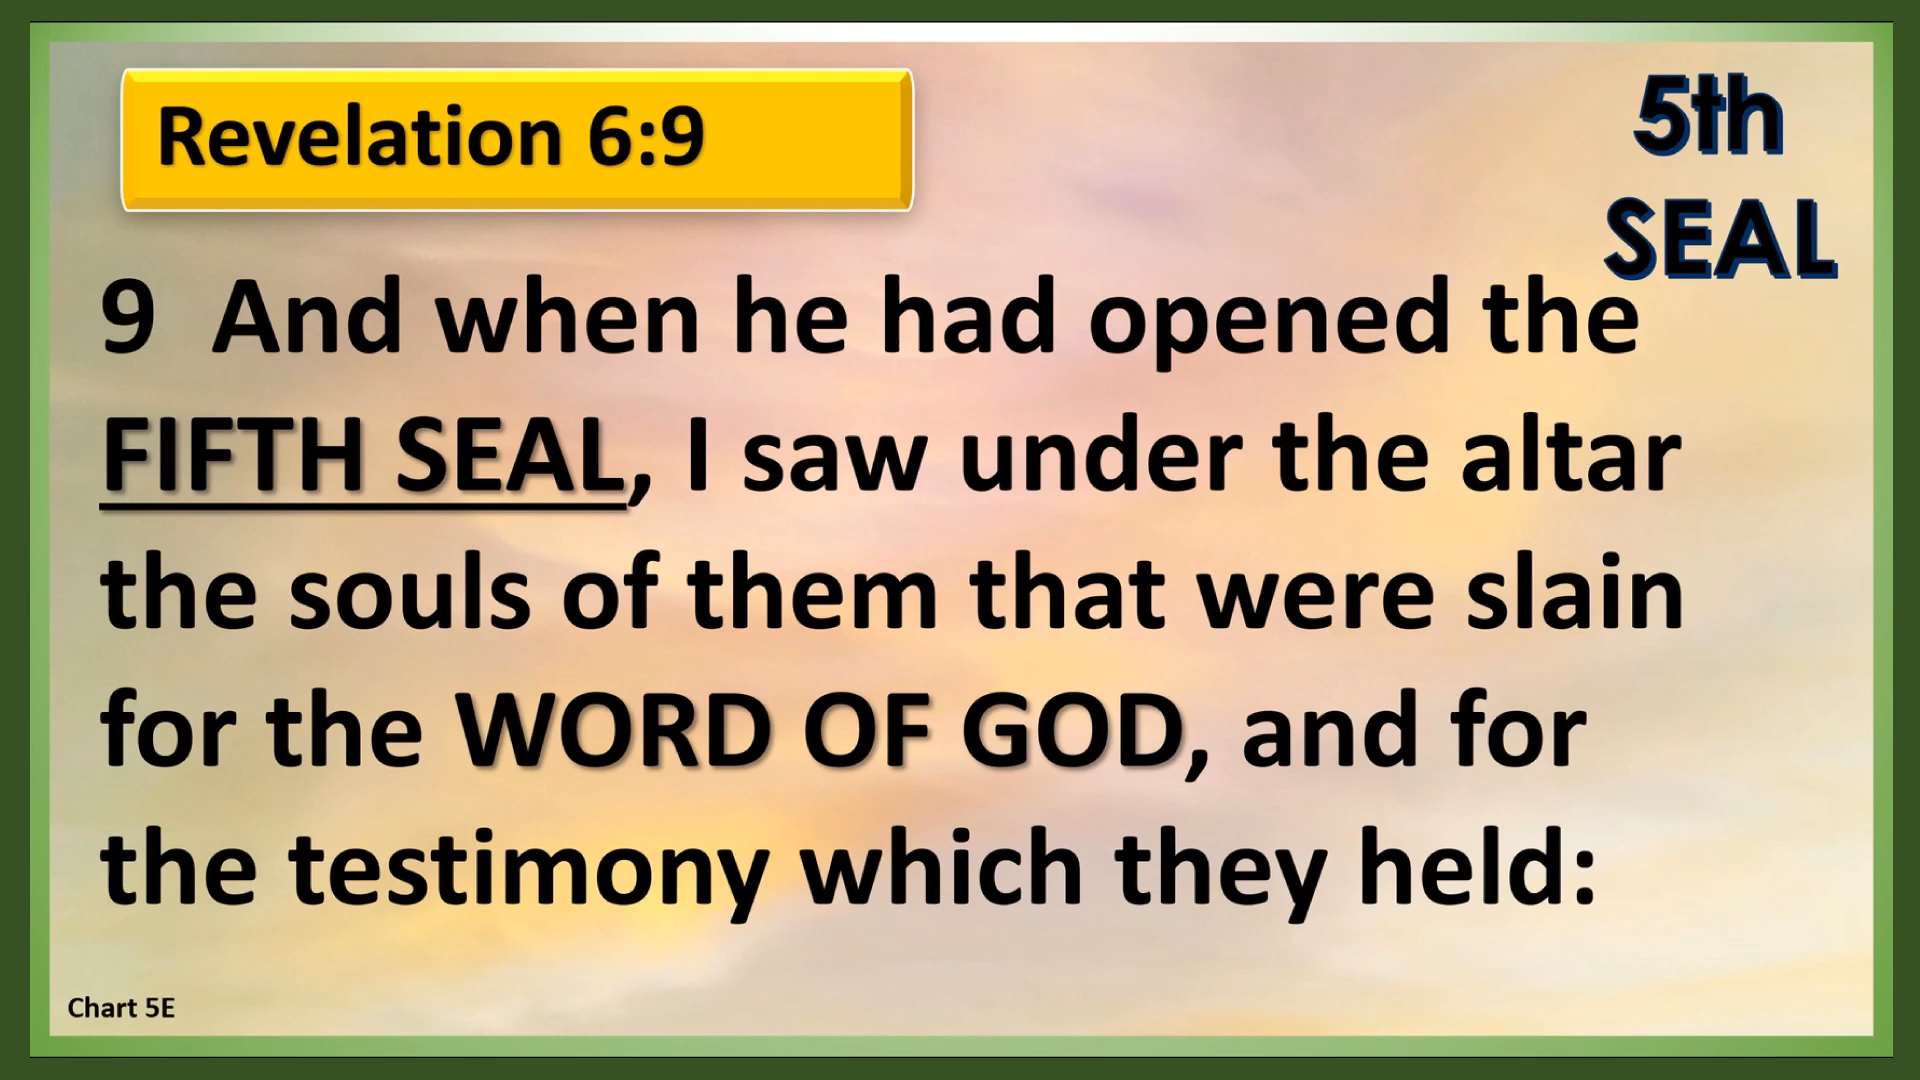 Revelation 6:9
5th
SEAL
9 And when he had opened the
FIFTH SEAL, I saw under the altar
the souls of them that were slain
for the WORD OF GOD, and for
the testimony which they held:
Chart 5E